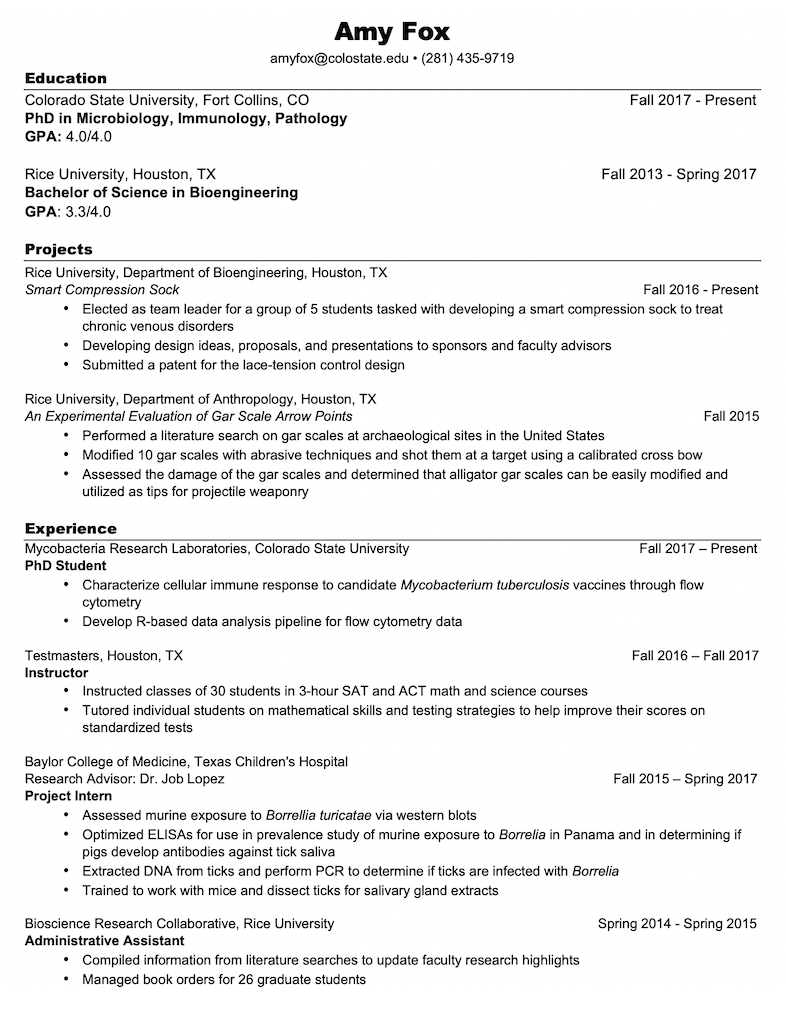 Amy Fox
amyfox@colostate.edu • (281) 435-9719
Education
Colorado State University, Fort Collins, CO Fall 2017 - Present
PhD in Microbiology, Immunology, Pathology
GPA: 4.0/4.0
Rice University, Houston, TX Fall 2013 - Spring 2017
Bachelor of Science in Bioengineering
GPA: 3.3/4.0
Projects
Rice University, Department of Bioengineering, Houston, TX
Smart Compression Sock Fall 2016 - Present
• Elected as team leader for a group of 5 students tasked with developing a smart compression sock to treat
chronic venous disorders
• Developing design ideas, proposals, and presentations to sponsors and faculty advisors
• Submitted a patent for the lace-tension control design
Rice University, Department of Anthropology, Houston, TX
An Experimental Evaluation of Gar Scale Arrow Points Fall 2015
• Performed a literature search on gar scales at archaeological sites in the United States
• Modified 10 gar scales with abrasive techniques and shot them at a target using a calibrated cross bow
• Assessed the damage of the gar scales and determined that alligator gar scales can be easily modified and
utilized as tips for projectile weaponry
Experience
Mycobacteria Research Laboratories, Colorado State University Fall 2017 – Present
PhD Student
• Characterize cellular immune response to candidate Mycobacterium tuberculosis vaccines through flow
cytometry
• Develop R-based data analysis pipeline for flow cytometry data
Testmasters, Houston, TX Fall 2016 – Fall 2017
Instructor
• Instructed classes of 30 students in 3-hour SAT and ACT math and science courses
• Tutored individual students on mathematical skills and testing strategies to help improve their scores on
standardized tests
Baylor College of Medicine, Texas Children's Hospital
Research Advisor: Dr. Job Lopez Fall 2015 – Spring 2017
Project Intern
• Assessed murine exposure to Borrellia turicatae via western blots
• Optimized ELISAs for use in prevalence study of murine exposure to Borrelia in Panama and in determining if
pigs develop antibodies against tick saliva
• Extracted DNA from ticks and perform PCR to determine if ticks are infected with Borrelia
• Trained to work with mice and dissect ticks for salivary gland extracts
Bioscience Research Collaborative, Rice University Spring 2014 - Spring 2015
Administrative Assistant
• Compiled information from literature searches to update faculty research highlights
• Managed book orders for 26 graduate students